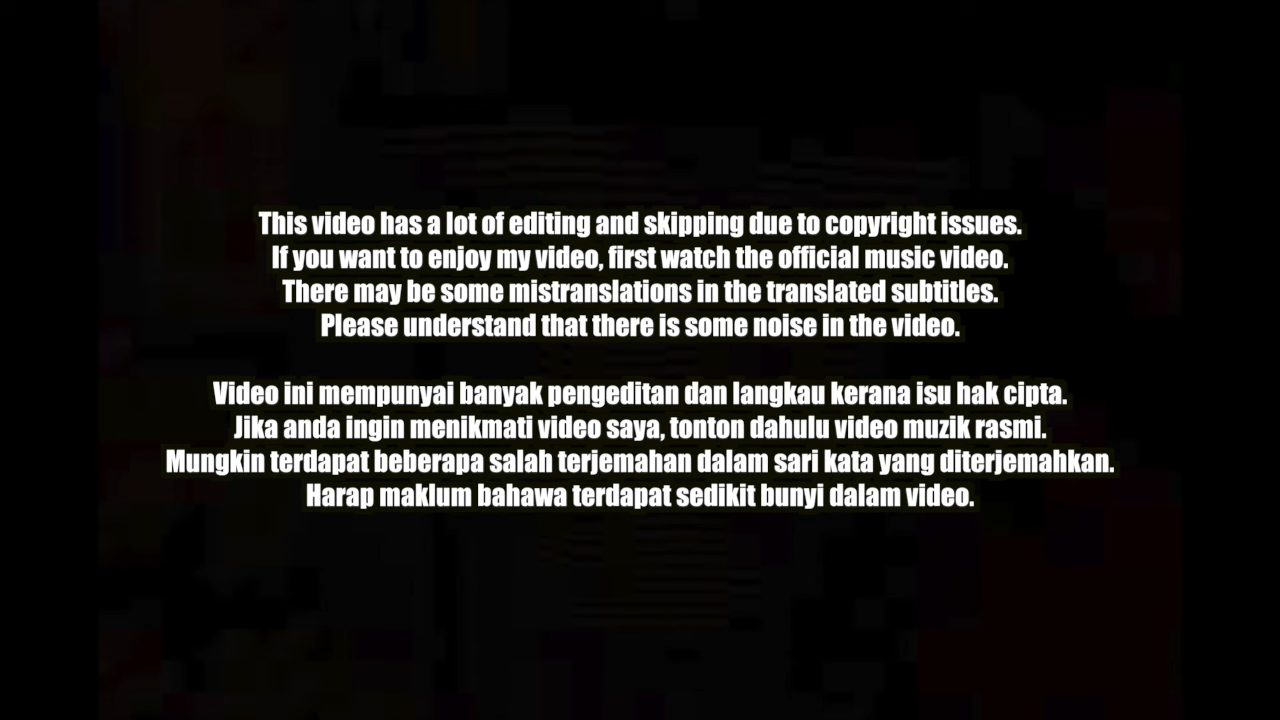 This video has a lot of editing and skipping due to copyright issues.
If you want to enjoy my video, first watch the official music video.
There may be some mistranslations in the translated subtitles.
Please understand that there is some noise in the video.
Video ini mempunyai banyak pengeditan dan langkau kerana isu hak cipta.
Jika anda ingin menikmati video saya, tonton dahulu video muzik rasmi.
Mungkin terdapat beberapa salah terjemahan dalam sari kata yang diterjemahkan.
Harap maklum bahawa terdapat sedikit bunyi dalam video.